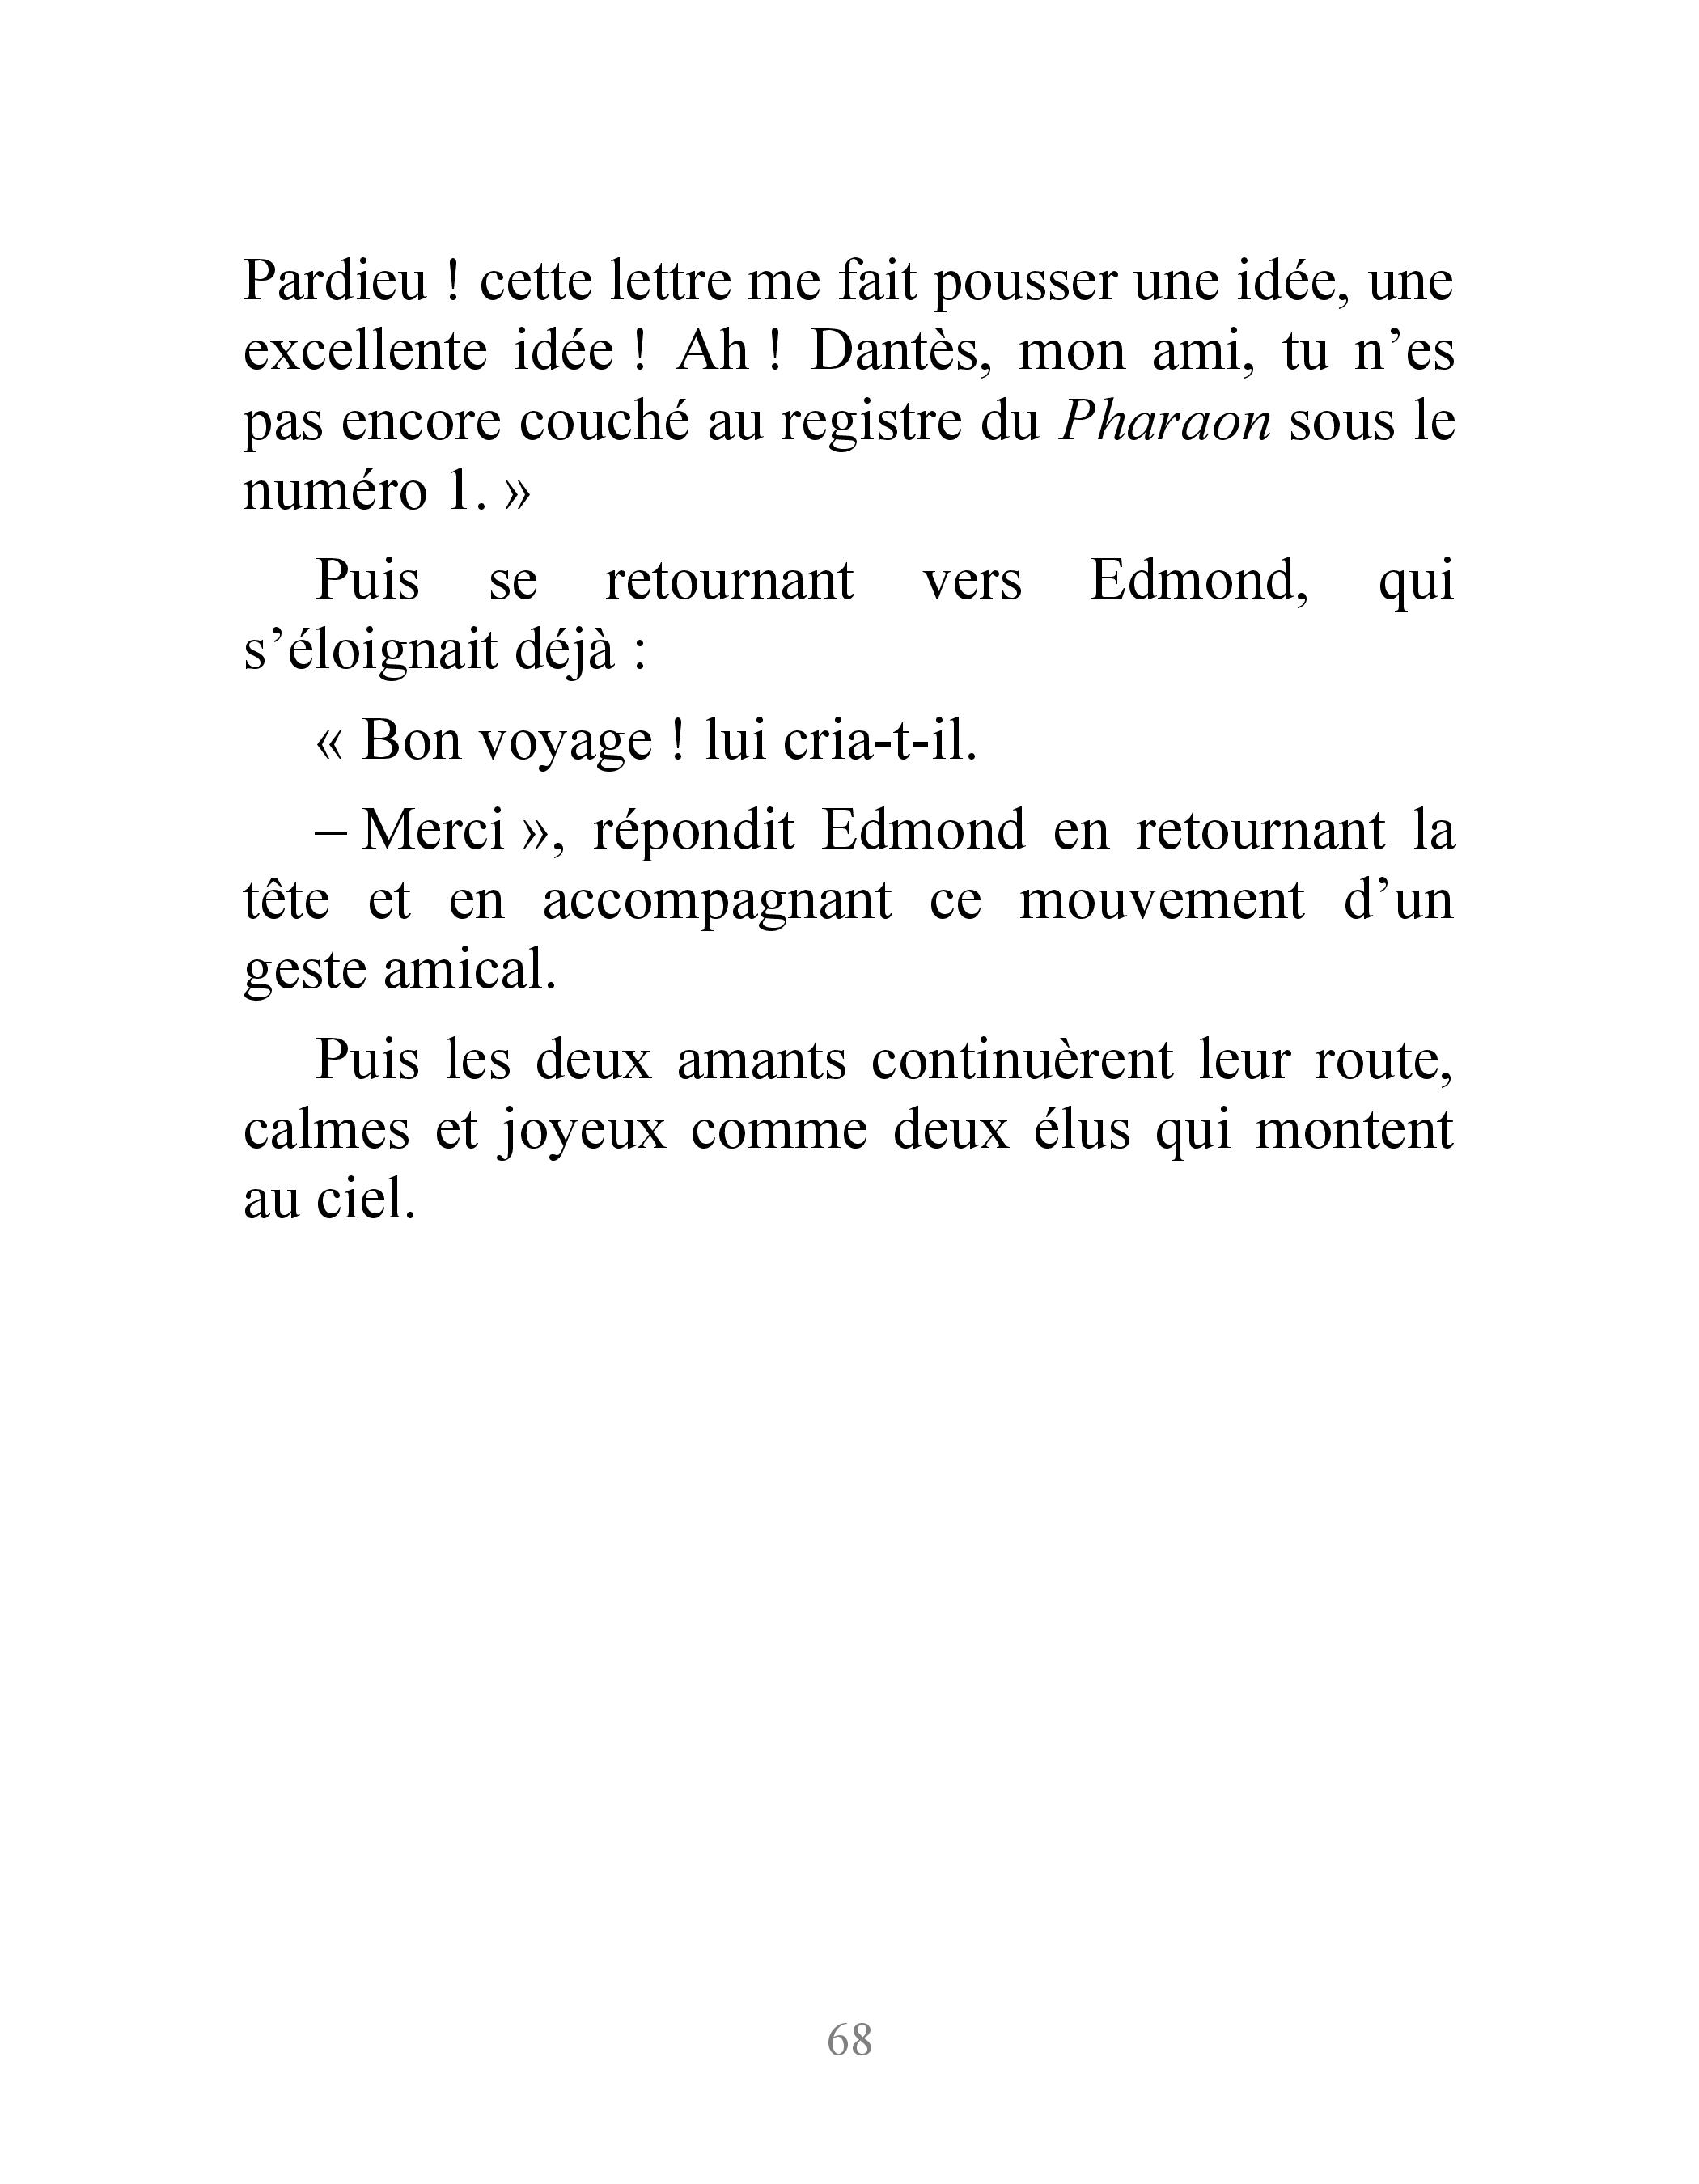 Pardieu ! cette lettre me fait pousser une idée, une
excellente idée ! Ah ! Dantès, mon ami, tu n’es
pas encore couché au registre du Pharaon sous le
numéro 1. »
Puis se retournant vers Edmond, qui
s’éloignait déjà :
« Bon voyage ! lui cria-t-il.
– Merci », répondit Edmond en retournant la
tête et en accompagnant ce mouvement d’un
geste amical.
Puis les deux amants continuèrent leur route,
calmes et joyeux comme deux élus qui montent
au ciel.
68